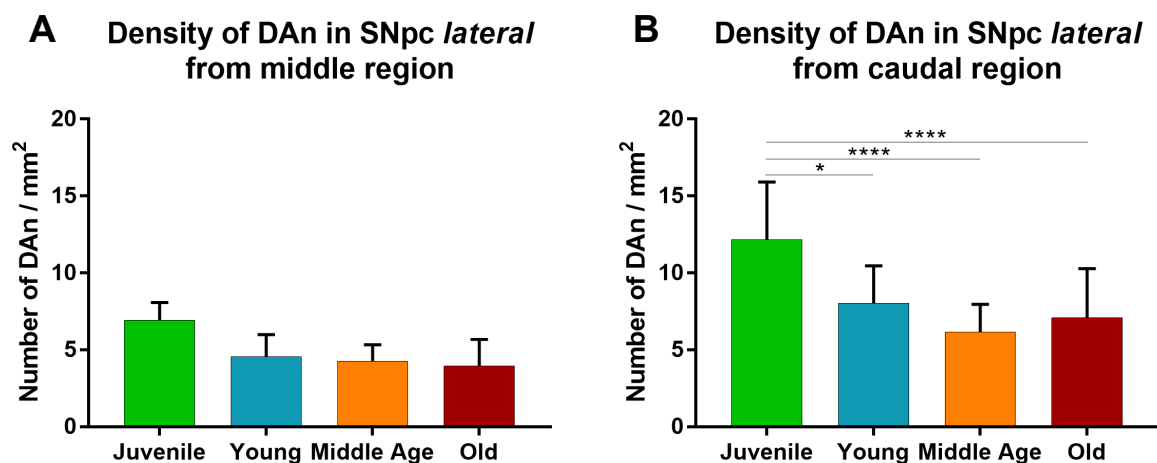 A
Density of DAn in SNpc lateral
from middle region
Number of DAn / mm²
20
15
10
5
0
Juvenile Young Middle Age Old
B
Density of DAn in SNpc lateral
from caudal region
Number of DAn / mm²
20
15
10
5
0
****
****
*
Juvenile Young Middle Age Old